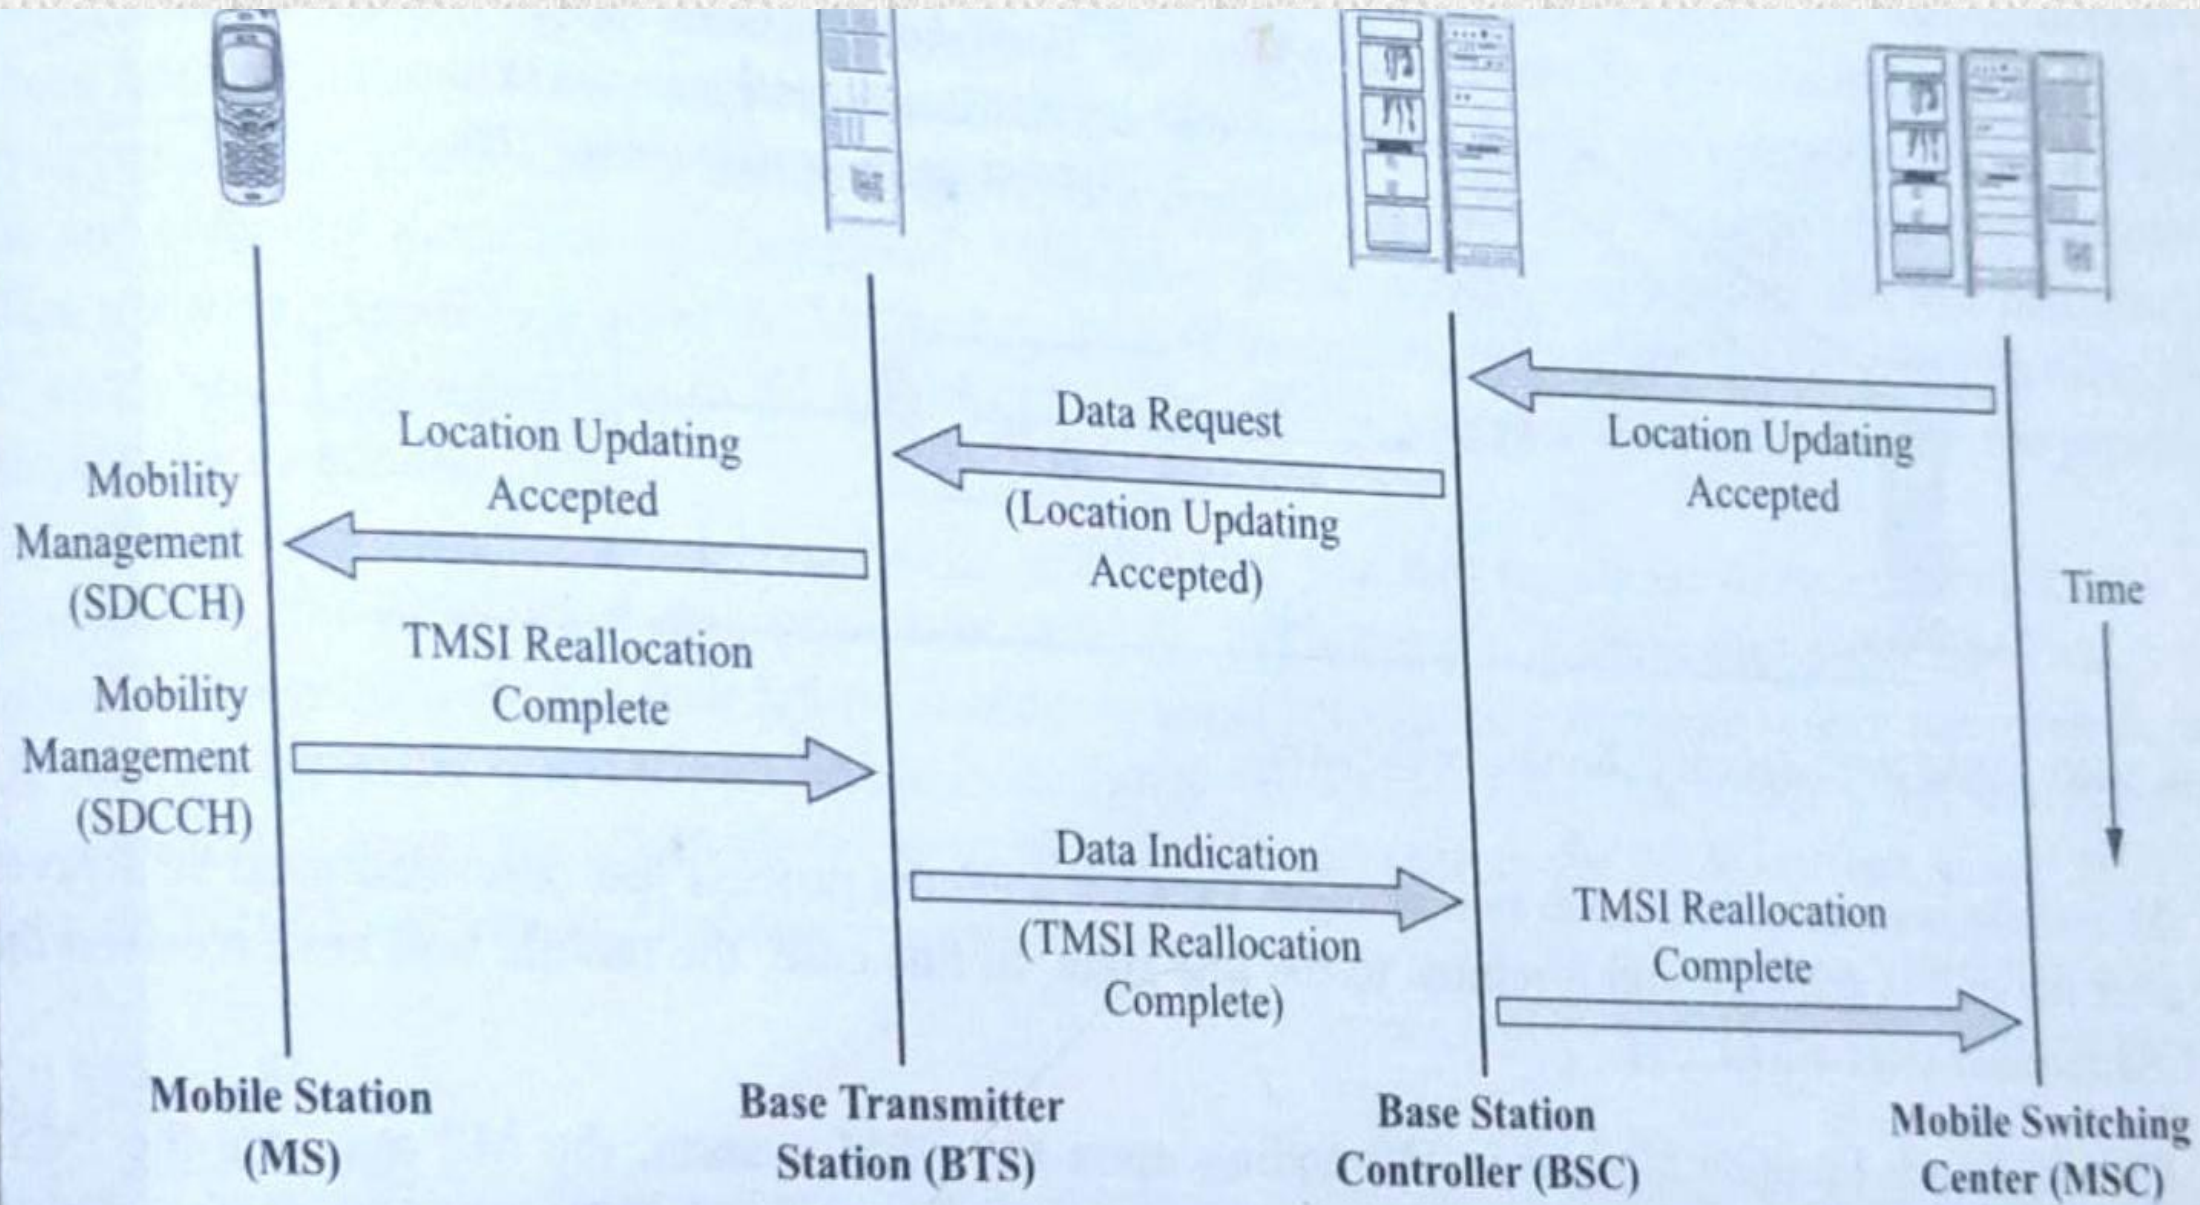 Data Request
Location Updating
Accepted
Location Updating
Accepted
(Location Updating
Accepted)
Mobility
Management
(SDCCH)
Time
TMSI Reallocation
Complete
Mobility
Management
(SDCCH)
Data Indication
(TMSI Reallocation
Complete)
TMSI Reallocation
Complete
Mobile Station
(MS)
Base Transmitter
Station (BTS)
Base Station
Controller (BSC)
Mobile Switching
Center (MSC)